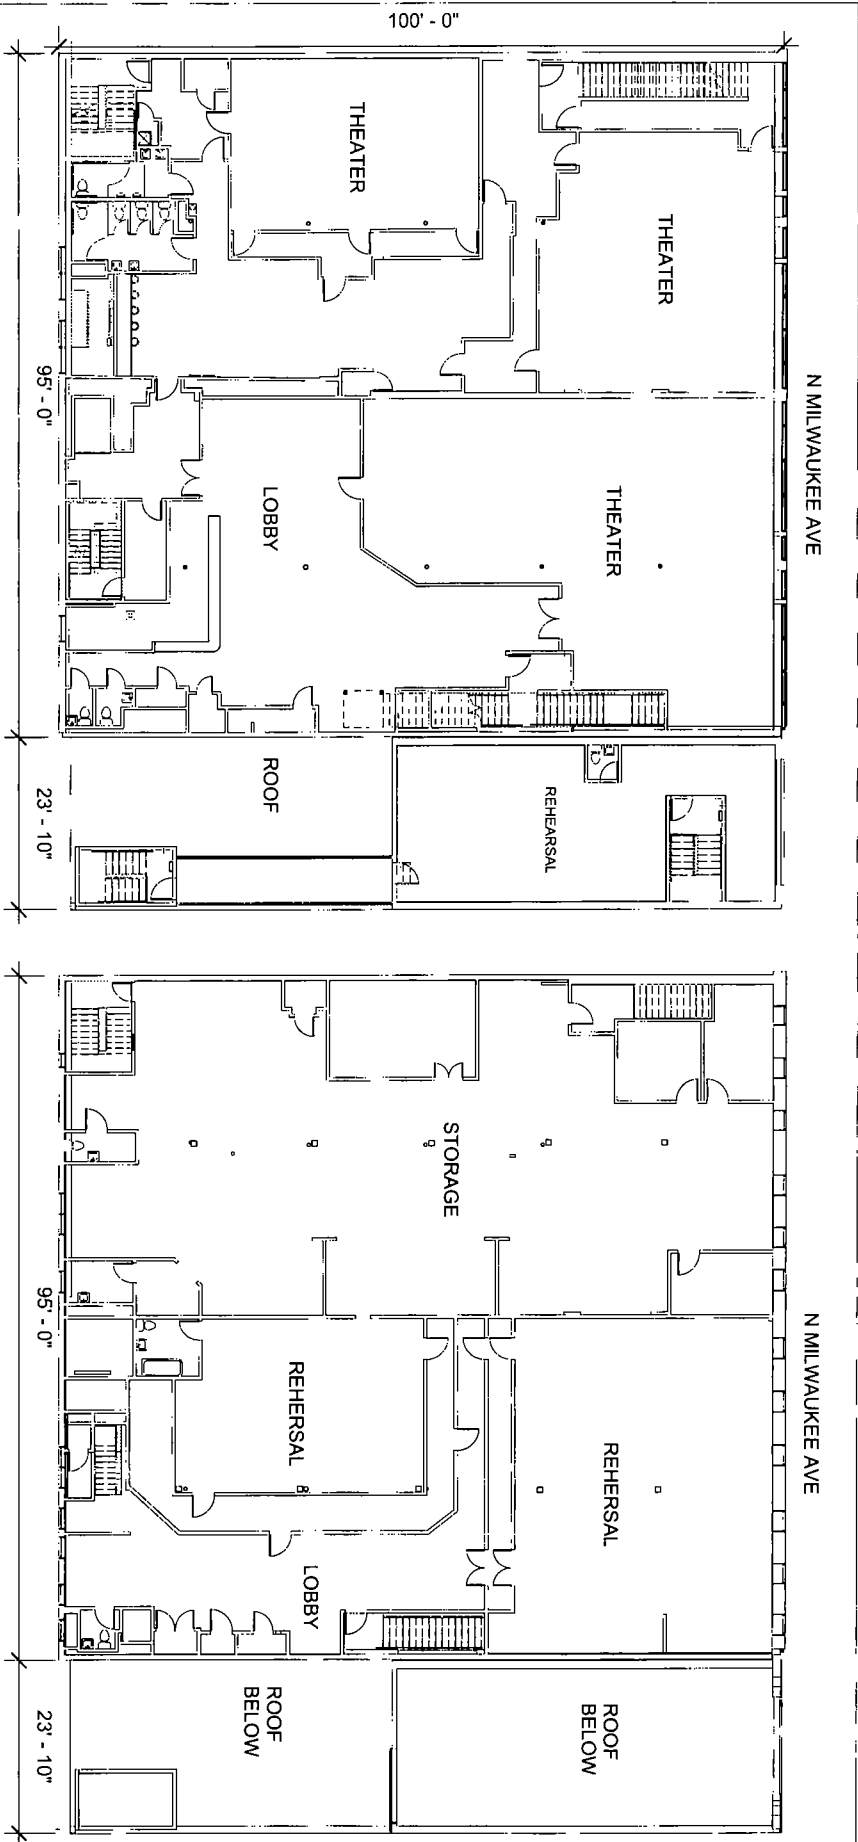 100' - 0"
N MILWAUKEE AVE
THEATER
THEATER
THEATER
LOBBY
95' - 0"
ROOF
REHEARSAL
23' - 10"
N MILWAUKEE AVE
STORAGE
REHERSAL
REHERSAL
LOBBY
95' - 0"
ROOF
BELOW
ROOF
BELOW
23' - 10"